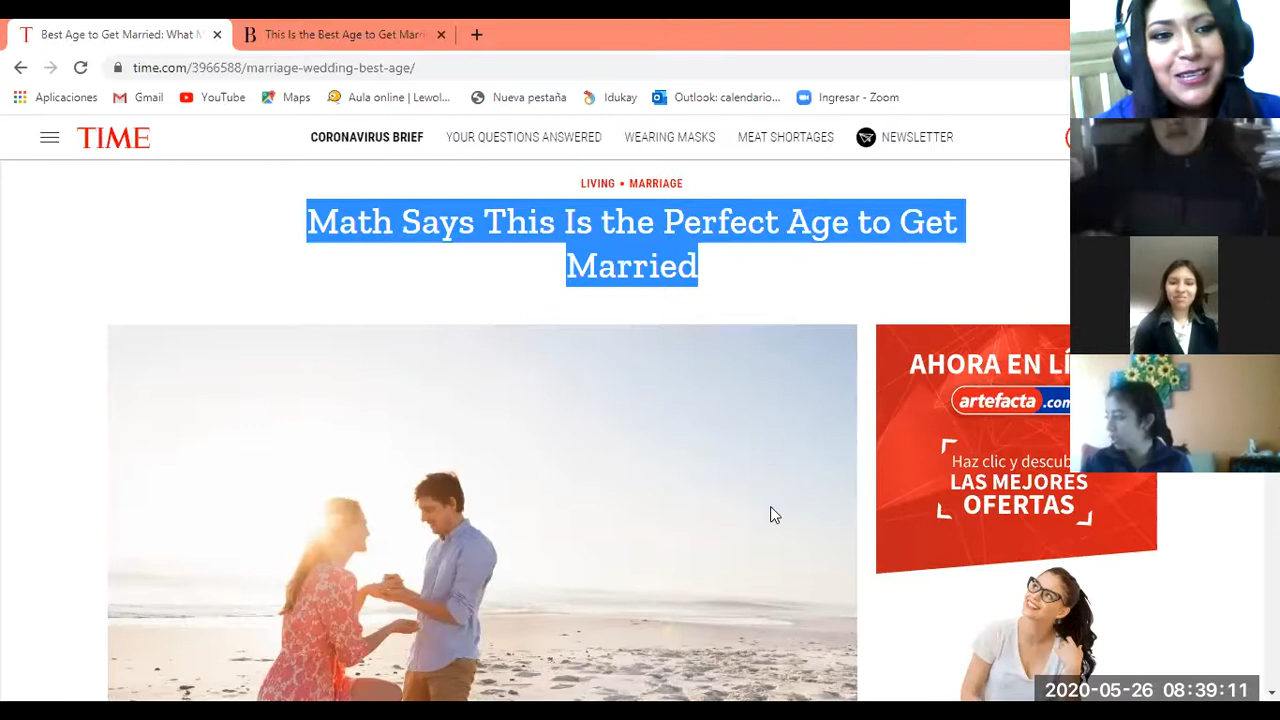 Best Age to Get Married: What M
This Is the Best Age to Get Marri
time.com/3966588/marriage-wedding-best-age/
Aplicaciones Gmail YouTube Maps Aula online | Lewol... Nueva pestaña Idukay Outlook: calendario... Ingresar - Zoom
TIME CORONAVIRUS BRIEF YOUR QUESTIONS ANSWERED WEARING MASKS MEAT SHORTAGES NEWSLETTER
LIVING • MARRIAGE
Math Says This Is the Perfect Age to Get
Married
AHORA EN LÍ
artefacta.com
Haz clic y descub
LAS MEJORES
OFERTAS
2020-05-26 08:39:11